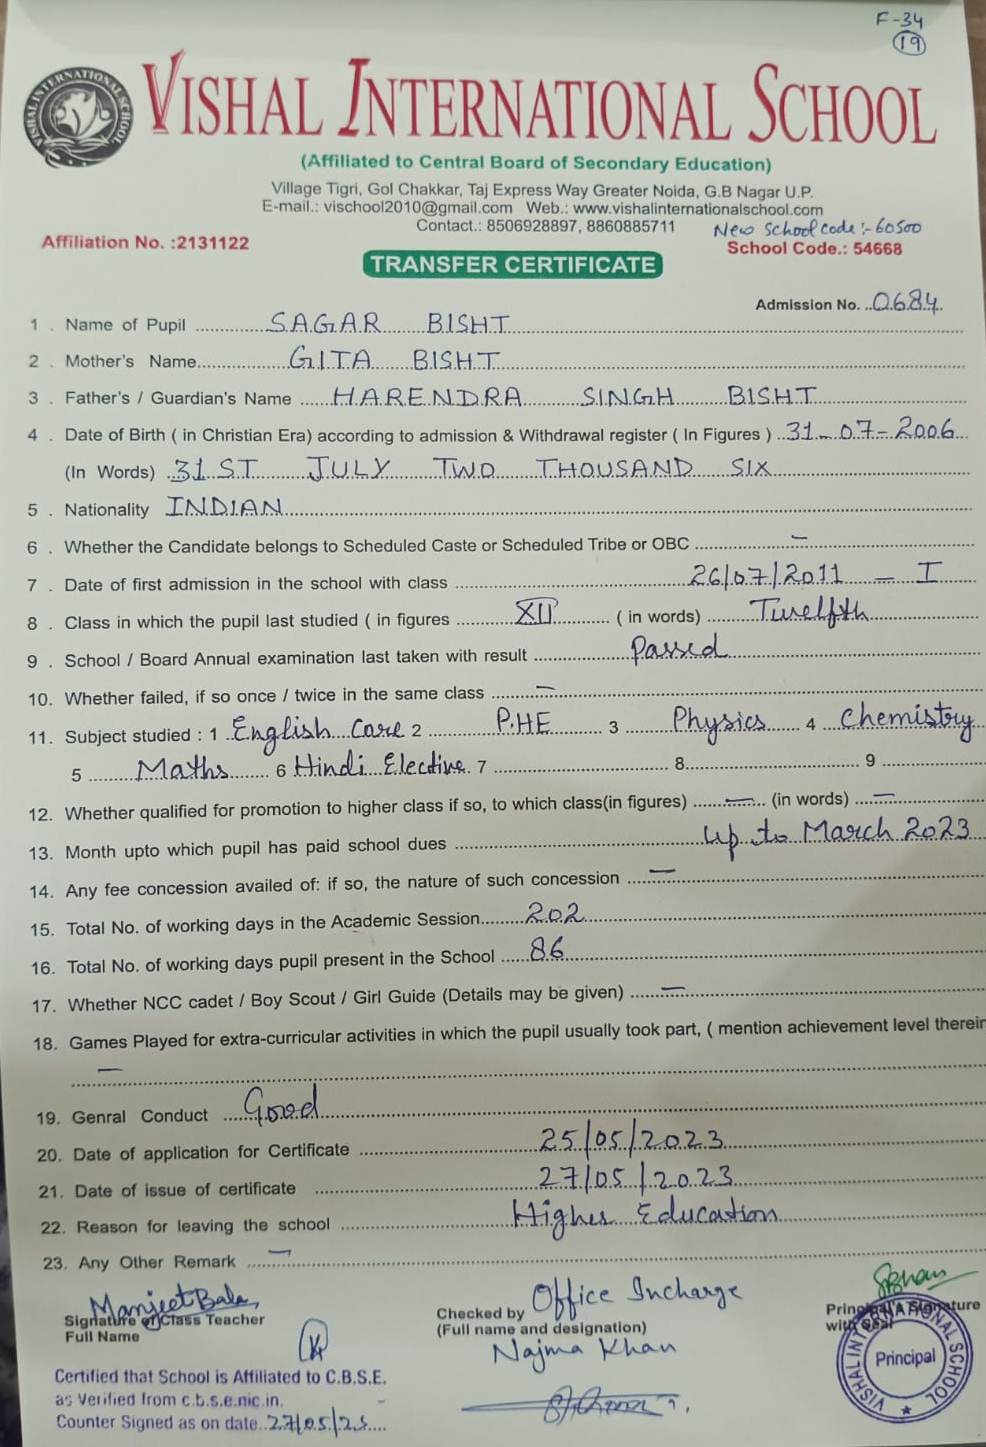 F-34
19
VISHAL INTERNATIONAL SCHOOL
VISHAL INTERNATIONAL SCHOOL
(Affiliated to Central Board of Secondary Education)
Village Tigri, Gol Chakkar, Taj Express Way Greater Noida, G.B Nagar U.P.
E-mail.: vischool2010@gmail.com Web.: www.vishalinternationalschool.com
Contact.: 8506928897, 8860885711 New School code :- 60500
Affiliation No. :2131122 School Code.: 54668
TRANSFER CERTIFICATE
Admission No. ..0684.
1 . Name of Pupil ............SAGAR BISHT............
2 . Mother's Name............GITA BISHT............
3 . Father's / Guardian's Name ......HARENDRA SINGH BISHT............
4 . Date of Birth ( in Christian Era) according to admission & Withdrawal register ( In Figures ) ..31-07-2006...
(In Words) .31ST JULY TWO THOUSAND SIX............
5 . Nationality INDIAN............
6 . Whether the Candidate belongs to Scheduled Caste or Scheduled Tribe or OBC ............–............
7 . Date of first admission in the school with class ............26/07/2011 – I......
8 . Class in which the pupil last studied ( in figures ............XII............ ( in words) .........Twelfth............
9 . School / Board Annual examination last taken with result ............Passed............
10. Whether failed, if so once / twice in the same class .........–............
11. Subject studied : 1 ..English Core 2 ............P.HE............ 3 .........Physics...... 4 ...Chemistry...
5 .........Maths......... 6 Hindi Elective. 7 ............ 8............ 9 ............
12. Whether qualified for promotion to higher class if so, to which class(in figures) ......–...... (in words) ...–......
13. Month upto which pupil has paid school dues ............up to March 2023
14. Any fee concession availed of: if so, the nature of such concession ...–............
15. Total No. of working days in the Academic Session.........202............
16. Total No. of working days pupil present in the School ......86............
17. Whether NCC cadet / Boy Scout / Girl Guide (Details may be given) ......–............
18. Games Played for extra-curricular activities in which the pupil usually took part, ( mention achievement level therein
–
19. Genral Conduct ......Good............
20. Date of application for Certificate ............25/05/2023............
21. Date of issue of certificate ............27/05/2023............
22. Reason for leaving the school ............Higher Education............
23. Any Other Remark ...–............
Manjeet Bala
Signature of Class Teacher
Full Name
Office Incharge
Checked by
(Full name and designation)
Najma Khan
Principal's Signature
with Seal
VISHAL INTERNATIONAL SCHOOL
Principal
Certified that School is Affiliated to C.B.S.E.
as Verified from c.b.s.e.nic.in.
Counter Signed as on date..27/05/23....